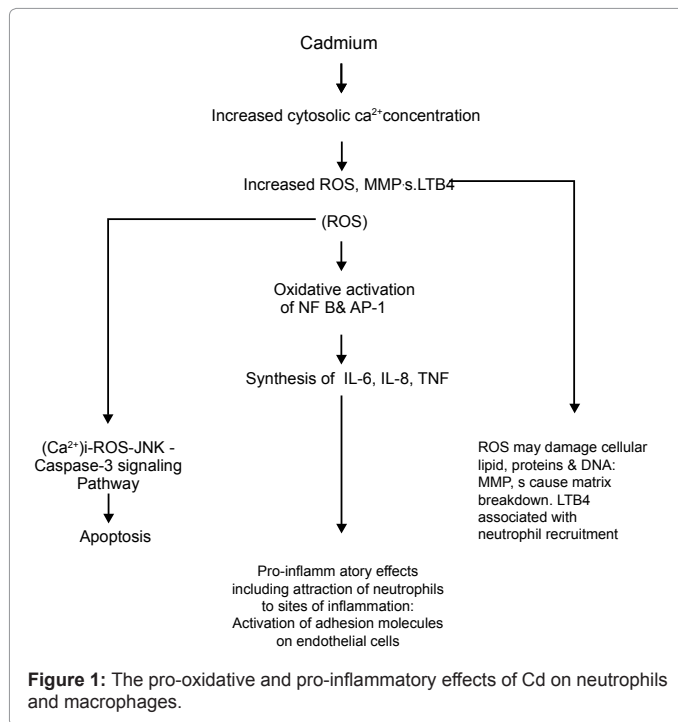 Cadmium
Increased cytosolic ca²⁺concentration
Increased ROS, MMP.s.LTB4
(ROS)
Oxidative activation
of NF B& AP-1
Synthesis of IL-6, IL-8, TNF
(Ca²⁺)i-ROS-JNK -
Caspase-3 signaling
Pathway
Apoptosis
ROS may damage cellular
lipid, proteins & DNA:
MMP, s cause matrix
breakdown. LTB4
associated with
neutrophil recruitment
Pro-inflamm atory effects
including attraction of neutrophils
to sites of inflammation:
Activation of adhesion molecules
on endothelial cells
Figure 1: The pro-oxidative and pro-inflammatory effects of Cd on neutrophils
and macrophages.